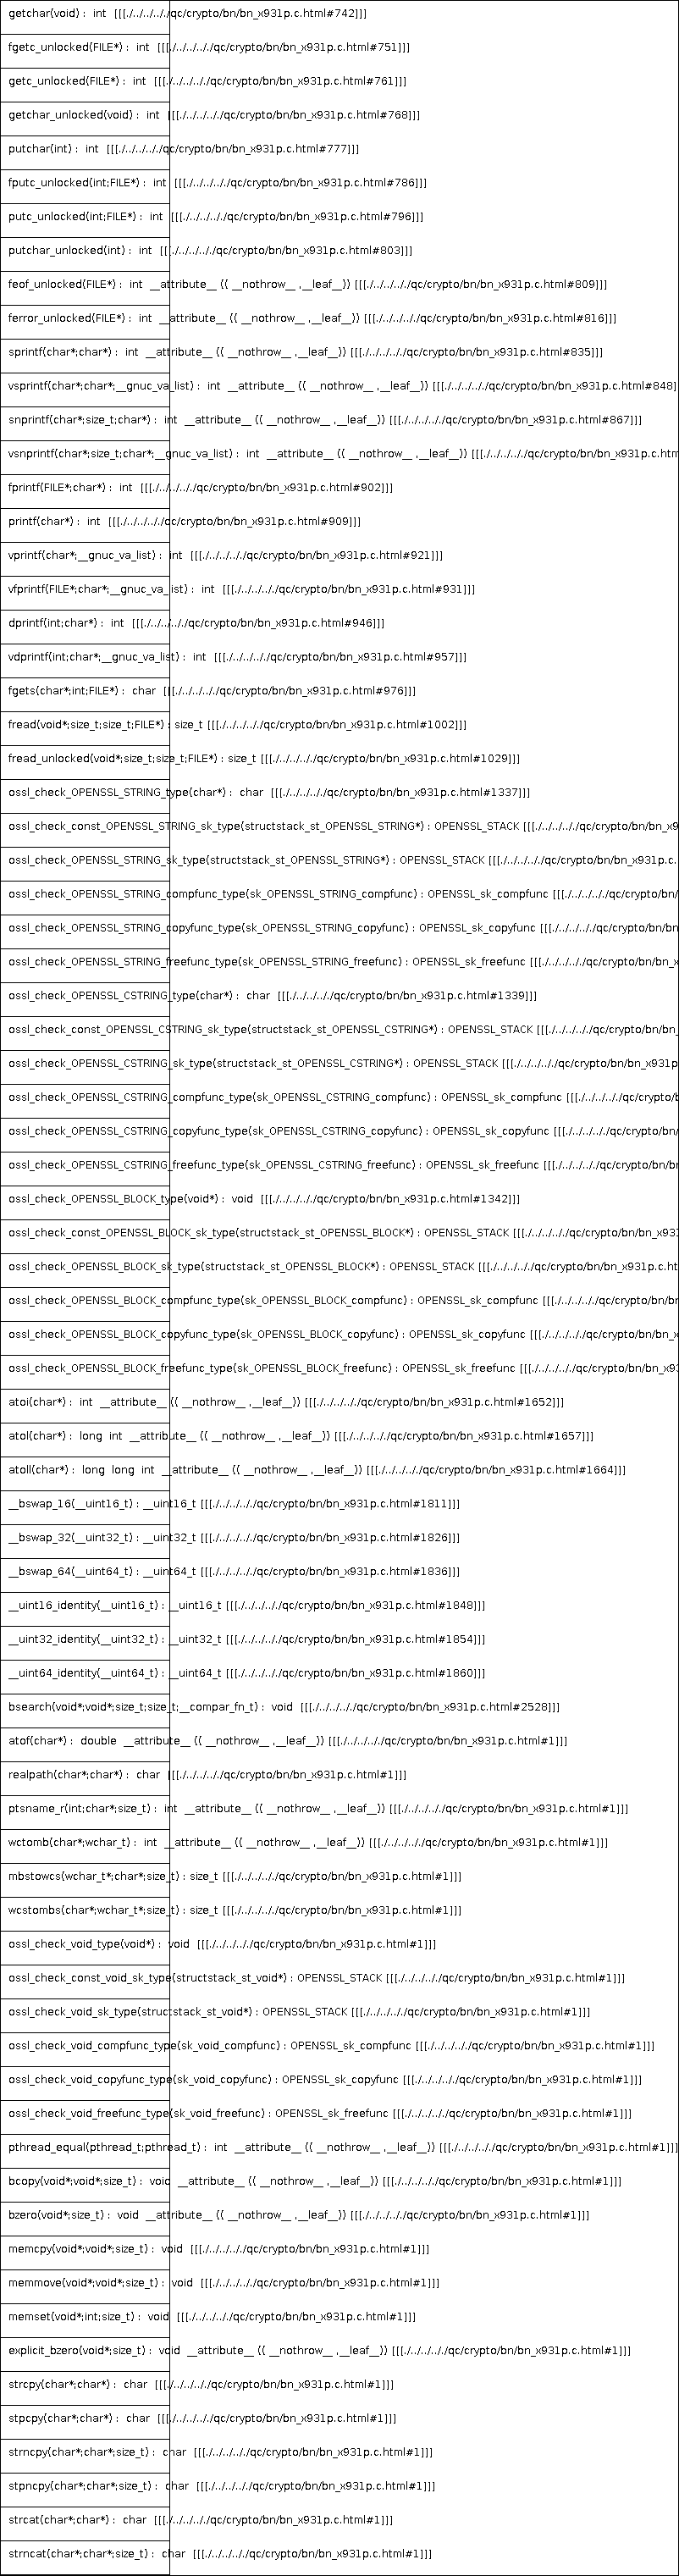 getchar(void) : int [[[./../../../qc/crypto/bn/bn_x931p.c.html#742]]]
fgetc_unlocked(FILE*) : int [[[./../../../qc/crypto/bn/bn_x931p.c.html#751]]]
getc_unlocked(FILE*) : int [[[./../../../qc/crypto/bn/bn_x931p.c.html#761]]]
getchar_unlocked(void) : int [[[./../../../qc/crypto/bn/bn_x931p.c.html#768]]]
putchar(int) : int [[[./../../../qc/crypto/bn/bn_x931p.c.html#777]]]
fputc_unlocked(int;FILE*) : int [[[./../../../qc/crypto/bn/bn_x931p.c.html#786]]]
putc_unlocked(int;FILE*) : int [[[./../../../qc/crypto/bn/bn_x931p.c.html#796]]]
putchar_unlocked(int) : int [[[./../../../qc/crypto/bn/bn_x931p.c.html#803]]]
feof_unlocked(FILE*) : int __attribute__ (( __nothrow__ ,__leaf__)) [[[./../../../qc/crypto/bn/bn_x931p.c.html#809]]]
ferror_unlocked(FILE*) : int __attribute__ (( __nothrow__ ,__leaf__)) [[[./../../../qc/crypto/bn/bn_x931p.c.html#816]]]
sprintf(char*;char*) : int __attribute__ (( __nothrow__ ,__leaf__)) [[[./../../../qc/crypto/bn/bn_x931p.c.html#835]]]
vsprintf(char*;char*;__gnuc_va_list) : int __attribute__ (( __nothrow__ ,__leaf__)) [[[./../../../qc/crypto/bn/bn_x931p.c.html#848]
snprintf(char*;size_t;char*) : int __attribute__ (( __nothrow__ ,__leaf__)) [[[./../../../qc/crypto/bn/bn_x931p.c.html#867]]]
vsnprintf(char*;size_t;char*;__gnuc_va_list) : int __attribute__ (( __nothrow__ ,__leaf__)) [[[./../../../qc/crypto/bn/bn_x931p.c.htm
fprintf(FILE*;char*) : int [[[./../../../qc/crypto/bn/bn_x931p.c.html#902]]]
printf(char*) : int [[[./../../../qc/crypto/bn/bn_x931p.c.html#909]]]
vprintf(char*;__gnuc_va_list) : int [[[./../../../qc/crypto/bn/bn_x931p.c.html#921]]]
vfprintf(FILE*;char*;__gnuc_va_list) : int [[[./../../../qc/crypto/bn/bn_x931p.c.html#931]]]
dprintf(int;char*) : int [[[./../../../qc/crypto/bn/bn_x931p.c.html#946]]]
vdprintf(int;char*;__gnuc_va_list) : int [[[./../../../qc/crypto/bn/bn_x931p.c.html#957]]]
fgets(char*;int;FILE*) : char [[[./../../../qc/crypto/bn/bn_x931p.c.html#976]]]
fread(void*;size_t;size_t;FILE*) : size_t [[[./../../../qc/crypto/bn/bn_x931p.c.html#1002]]]
fread_unlocked(void*;size_t;size_t;FILE*) : size_t [[[./../../../qc/crypto/bn/bn_x931p.c.html#1029]]]
ossl_check_OPENSSL_STRING_type(char*) : char [[[./../../../qc/crypto/bn/bn_x931p.c.html#1337]]]
ossl_check_const_OPENSSL_STRING_sk_type(structstack_st_OPENSSL_STRING*) : OPENSSL_STACK [[[./../../../qc/crypto/bn/bn_x9
ossl_check_OPENSSL_STRING_sk_type(structstack_st_OPENSSL_STRING*) : OPENSSL_STACK [[[./../../../qc/crypto/bn/bn_x931p.c.
ossl_check_OPENSSL_STRING_compfunc_type(sk_OPENSSL_STRING_compfunc) : OPENSSL_sk_compfunc [[[./../../../qc/crypto/bn/
ossl_check_OPENSSL_STRING_copyfunc_type(sk_OPENSSL_STRING_copyfunc) : OPENSSL_sk_copyfunc [[[./../../../qc/crypto/bn/bn
ossl_check_OPENSSL_STRING_freefunc_type(sk_OPENSSL_STRING_freefunc) : OPENSSL_sk_freefunc [[[./../../../qc/crypto/bn/bn_x
ossl_check_OPENSSL_CSTRING_type(char*) : char [[[./../../../qc/crypto/bn/bn_x931p.c.html#1339]]]
ossl_check_const_OPENSSL_CSTRING_sk_type(structstack_st_OPENSSL_CSTRING*) : OPENSSL_STACK [[[./../../../qc/crypto/bn/bn_
ossl_check_OPENSSL_CSTRING_sk_type(structstack_st_OPENSSL_CSTRING*) : OPENSSL_STACK [[[./../../../qc/crypto/bn/bn_x931p
ossl_check_OPENSSL_CSTRING_compfunc_type(sk_OPENSSL_CSTRING_compfunc) : OPENSSL_sk_compfunc [[[./../../../qc/crypto/b
ossl_check_OPENSSL_CSTRING_copyfunc_type(sk_OPENSSL_CSTRING_copyfunc) : OPENSSL_sk_copyfunc [[[./../../../qc/crypto/bn/
ossl_check_OPENSSL_CSTRING_freefunc_type(sk_OPENSSL_CSTRING_freefunc) : OPENSSL_sk_freefunc [[[./../../../qc/crypto/bn/bn
ossl_check_OPENSSL_BLOCK_type(void*) : void [[[./../../../qc/crypto/bn/bn_x931p.c.html#1342]]]
ossl_check_const_OPENSSL_BLOCK_sk_type(structstack_st_OPENSSL_BLOCK*) : OPENSSL_STACK [[[./../../../qc/crypto/bn/bn_x931
ossl_check_OPENSSL_BLOCK_sk_type(structstack_st_OPENSSL_BLOCK*) : OPENSSL_STACK [[[./../../../qc/crypto/bn/bn_x931p.c.ht
ossl_check_OPENSSL_BLOCK_compfunc_type(sk_OPENSSL_BLOCK_compfunc) : OPENSSL_sk_compfunc [[[./../../../qc/crypto/bn/bn
ossl_check_OPENSSL_BLOCK_copyfunc_type(sk_OPENSSL_BLOCK_copyfunc) : OPENSSL_sk_copyfunc [[[./../../../qc/crypto/bn/bn_x
ossl_check_OPENSSL_BLOCK_freefunc_type(sk_OPENSSL_BLOCK_freefunc) : OPENSSL_sk_freefunc [[[./../../../qc/crypto/bn/bn_x93
atoi(char*) : int __attribute__ (( __nothrow__ ,__leaf__)) [[[./../../../qc/crypto/bn/bn_x931p.c.html#1652]]]
atol(char*) : long int __attribute__ (( __nothrow__ ,__leaf__)) [[[./../../../qc/crypto/bn/bn_x931p.c.html#1657]]]
atoll(char*) : long long int __attribute__ (( __nothrow__ ,__leaf__)) [[[./../../../qc/crypto/bn/bn_x931p.c.html#1664]]]
__bswap_16(__uint16_t) : __uint16_t [[[./../../../qc/crypto/bn/bn_x931p.c.html#1811]]]
__bswap_32(__uint32_t) : __uint32_t [[[./../../../qc/crypto/bn/bn_x931p.c.html#1826]]]
__bswap_64(__uint64_t) : __uint64_t [[[./../../../qc/crypto/bn/bn_x931p.c.html#1836]]]
__uint16_identity(__uint16_t) : __uint16_t [[[./../../../qc/crypto/bn/bn_x931p.c.html#1848]]]
__uint32_identity(__uint32_t) : __uint32_t [[[./../../../qc/crypto/bn/bn_x931p.c.html#1854]]]
__uint64_identity(__uint64_t) : __uint64_t [[[./../../../qc/crypto/bn/bn_x931p.c.html#1860]]]
bsearch(void*;void*;size_t;size_t;__compar_fn_t) : void [[[./../../../qc/crypto/bn/bn_x931p.c.html#2528]]]
atof(char*) : double __attribute__ (( __nothrow__ ,__leaf__)) [[[./../../../qc/crypto/bn/bn_x931p.c.html#1]]]
realpath(char*;char*) : char [[[./../../../qc/crypto/bn/bn_x931p.c.html#1]]]
ptsname_r(int;char*;size_t) : int __attribute__ (( __nothrow__ ,__leaf__)) [[[./../../../qc/crypto/bn/bn_x931p.c.html#1]]]
wctomb(char*;wchar_t) : int __attribute__ (( __nothrow__ ,__leaf__)) [[[./../../../qc/crypto/bn/bn_x931p.c.html#1]]]
mbstowcs(wchar_t*;char*;size_t) : size_t [[[./../../../qc/crypto/bn/bn_x931p.c.html#1]]]
wcstombs(char*;wchar_t*;size_t) : size_t [[[./../../../qc/crypto/bn/bn_x931p.c.html#1]]]
ossl_check_void_type(void*) : void [[[./../../../qc/crypto/bn/bn_x931p.c.html#1]]]
ossl_check_const_void_sk_type(structstack_st_void*) : OPENSSL_STACK [[[./../../../qc/crypto/bn/bn_x931p.c.html#1]]]
ossl_check_void_sk_type(structstack_st_void*) : OPENSSL_STACK [[[./../../../qc/crypto/bn/bn_x931p.c.html#1]]]
ossl_check_void_compfunc_type(sk_void_compfunc) : OPENSSL_sk_compfunc [[[./../../../qc/crypto/bn/bn_x931p.c.html#1]]]
ossl_check_void_copyfunc_type(sk_void_copyfunc) : OPENSSL_sk_copyfunc [[[./../../../qc/crypto/bn/bn_x931p.c.html#1]]]
ossl_check_void_freefunc_type(sk_void_freefunc) : OPENSSL_sk_freefunc [[[./../../../qc/crypto/bn/bn_x931p.c.html#1]]]
pthread_equal(pthread_t;pthread_t) : int __attribute__ (( __nothrow__ ,__leaf__)) [[[./../../../qc/crypto/bn/bn_x931p.c.html#1]]]
bcopy(void*;void*;size_t) : void __attribute__ (( __nothrow__ ,__leaf__)) [[[./../../../qc/crypto/bn/bn_x931p.c.html#1]]]
bzero(void*;size_t) : void __attribute__ (( __nothrow__ ,__leaf__)) [[[./../../../qc/crypto/bn/bn_x931p.c.html#1]]]
memcpy(void*;void*;size_t) : void [[[./../../../qc/crypto/bn/bn_x931p.c.html#1]]]
memmove(void*;void*;size_t) : void [[[./../../../qc/crypto/bn/bn_x931p.c.html#1]]]
memset(void*;int;size_t) : void [[[./../../../qc/crypto/bn/bn_x931p.c.html#1]]]
explicit_bzero(void*;size_t) : void __attribute__ (( __nothrow__ ,__leaf__)) [[[./../../../qc/crypto/bn/bn_x931p.c.html#1]]]
strcpy(char*;char*) : char [[[./../../../qc/crypto/bn/bn_x931p.c.html#1]]]
stpcpy(char*;char*) : char [[[./../../../qc/crypto/bn/bn_x931p.c.html#1]]]
strncpy(char*;char*;size_t) : char [[[./../../../qc/crypto/bn/bn_x931p.c.html#1]]]
stpncpy(char*;char*;size_t) : char [[[./../../../qc/crypto/bn/bn_x931p.c.html#1]]]
strcat(char*;char*) : char [[[./../../../qc/crypto/bn/bn_x931p.c.html#1]]]
strncat(char*;char*;size_t) : char [[[./../../../qc/crypto/bn/bn_x931p.c.html#1]]]